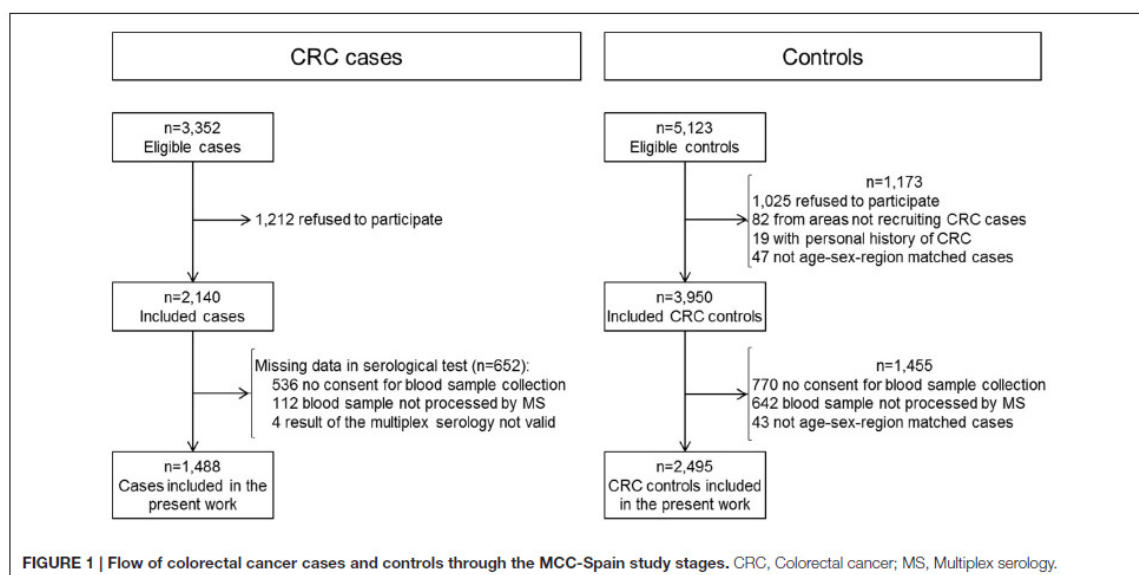 CRC cases
n=3,352
Eligible cases
1,212 refused to participate
n=2,140
Included cases
Missing data in serological test (n=652):
536 no consent for blood sample collection
112 blood sample not processed by MS
4 result of the multiplex serology not valid
n=1,488
Cases included in the
present work
Controls
n=5,123
Eligible controls
n=1,173
1,025 refused to participate
82 from areas not recruiting CRC cases
19 with personal history of CRC
47 not age-sex-region matched cases
n=3,950
Included CRC controls
n=1,455
770 no consent for blood sample collection
642 blood sample not processed by MS
43 not age-sex-region matched cases
n=2,495
CRC controls included
in the present work
FIGURE 1 | Flow of colorectal cancer cases and controls through the MCC-Spain study stages. CRC, Colorectal cancer; MS, Multiplex serology.